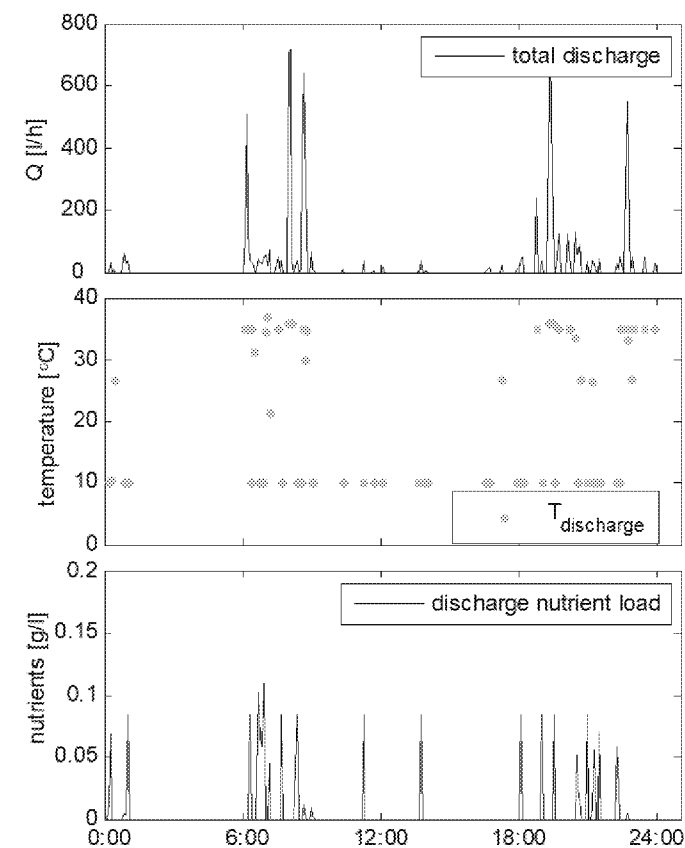 800
600
400
200
0
Q [l/h]
total discharge
40
30
20
10
0
temperature [°C]
T discharge
0.2
0.15
0.1
0.05
0
nutrients [g/l]
discharge nutrient load
0:00 6:00 12:00 18:00 24:00